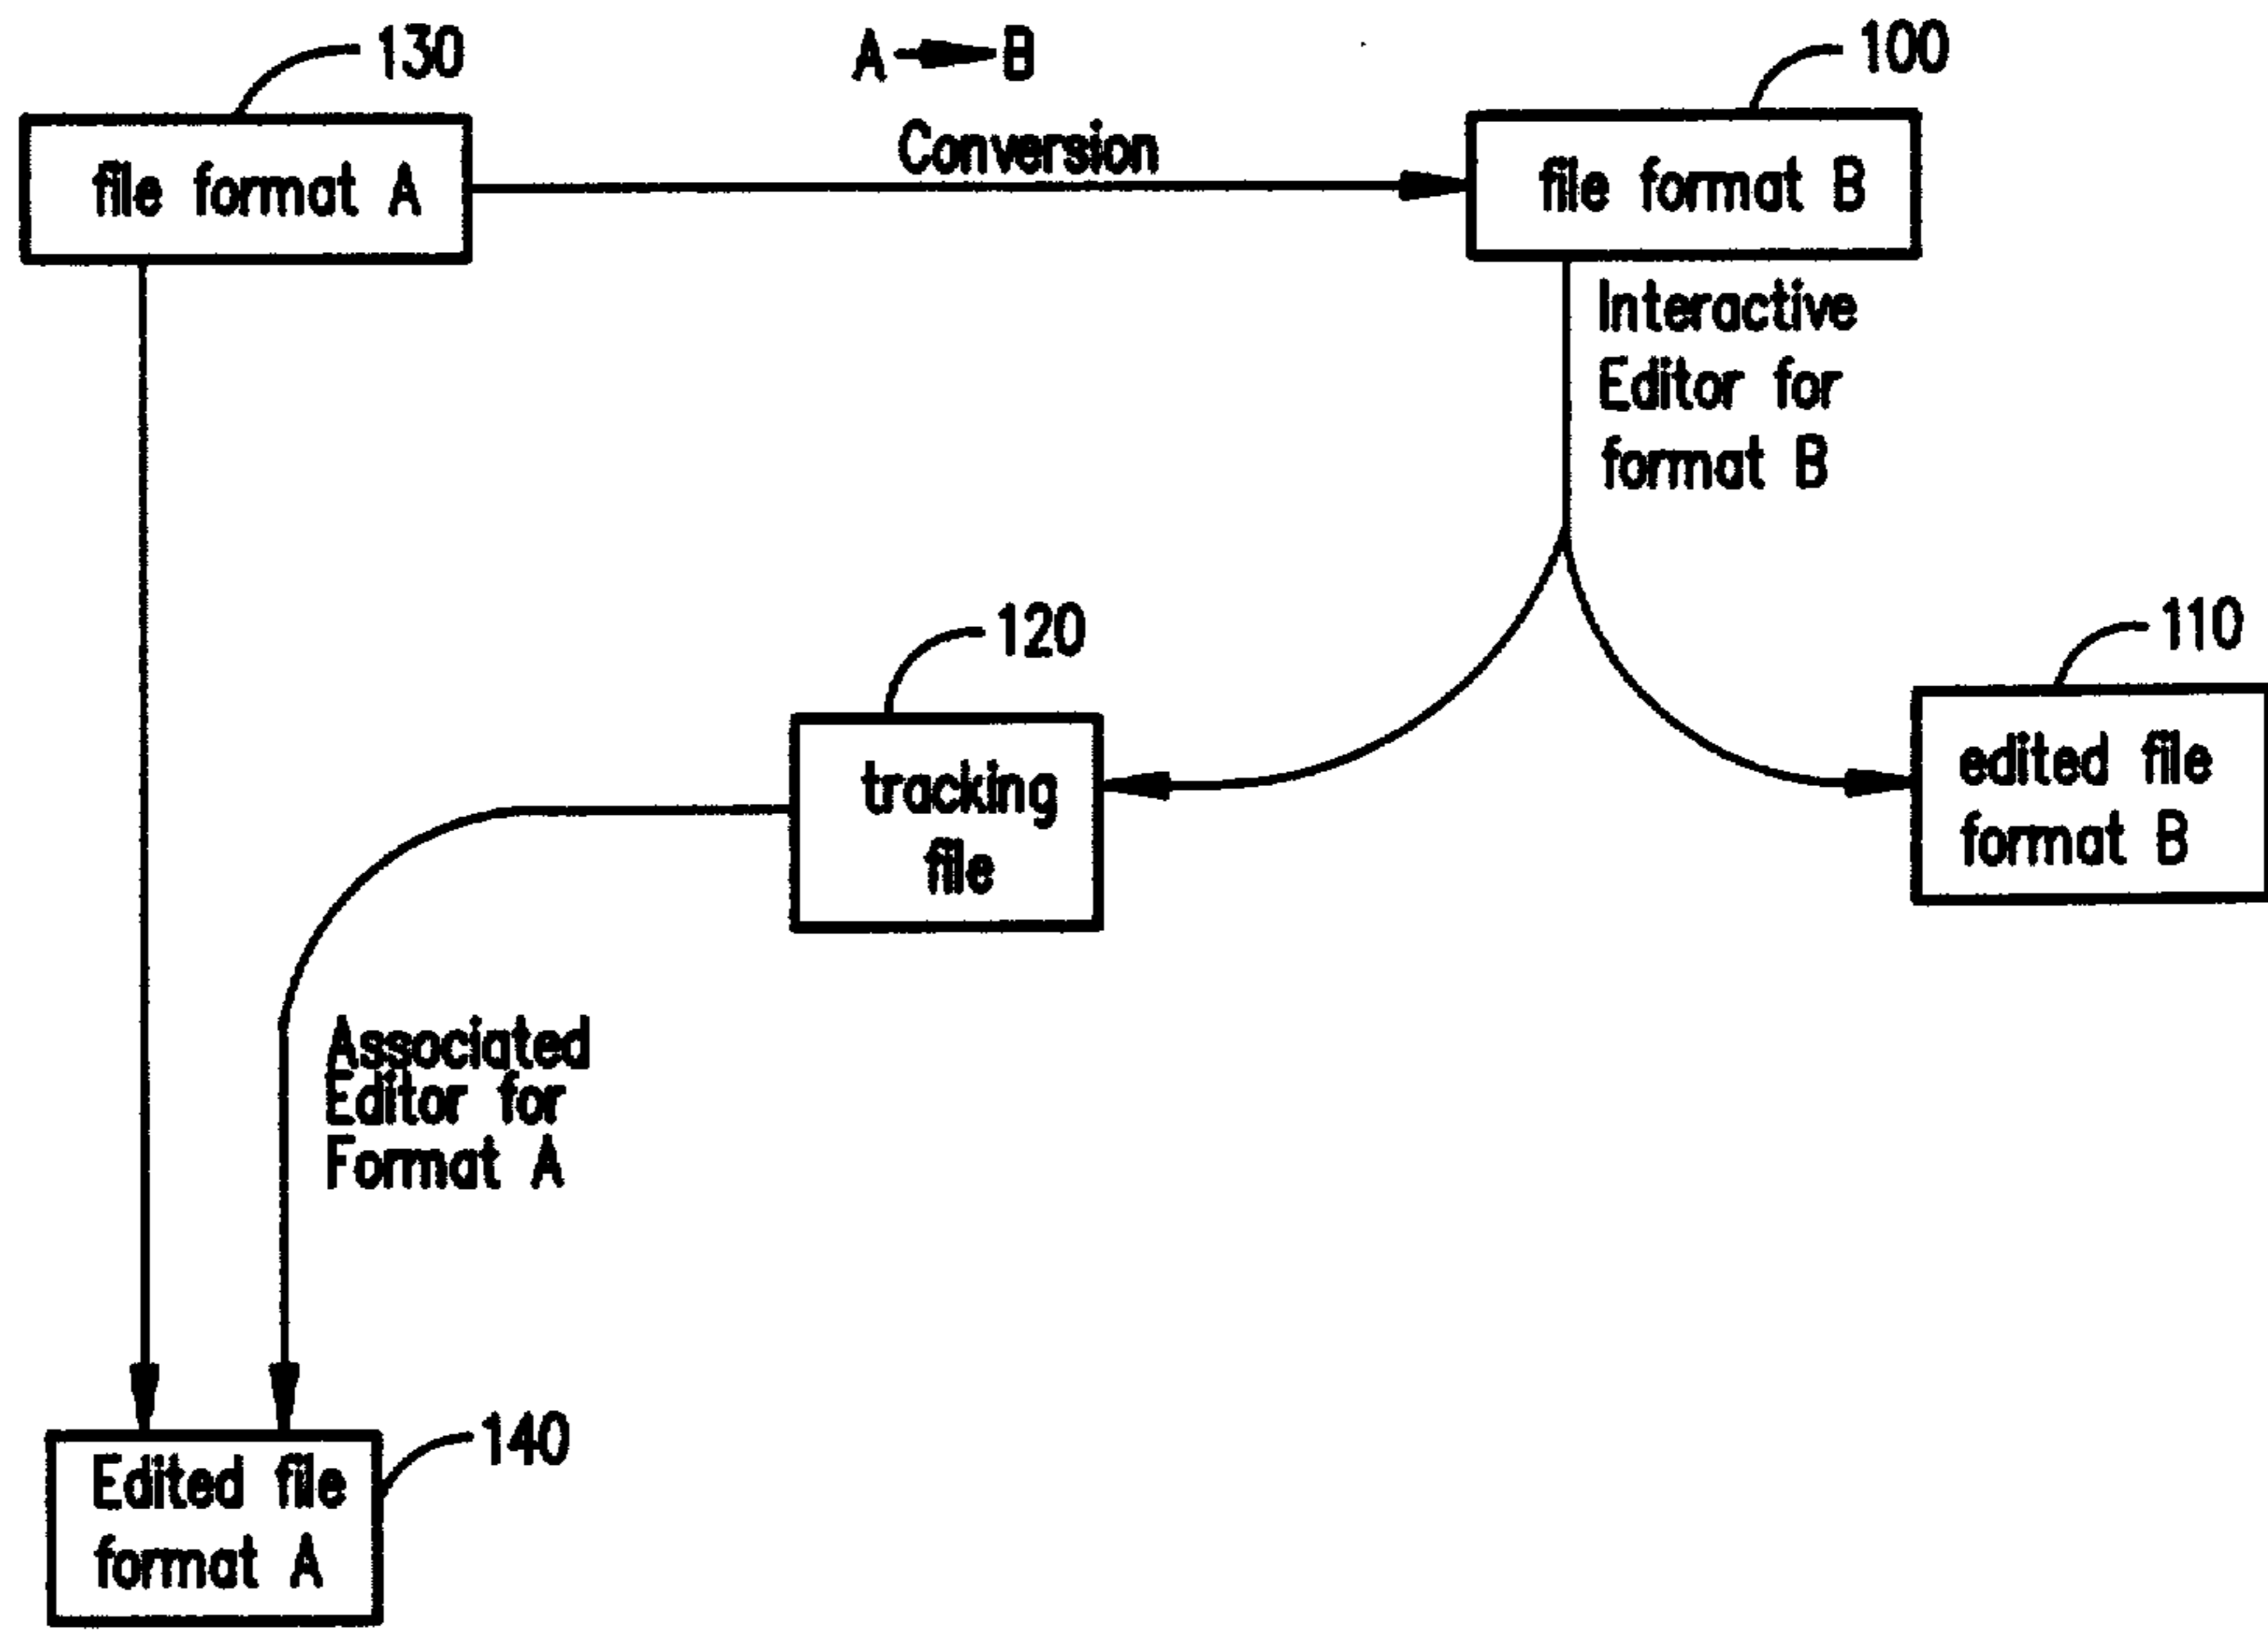 130
A → B
100
file format A
Conversion
file format B
Interactive
Editor for
format B
120
110
tracking
file
edited file
format B
Associated
Editor for
Format A
140
Edited file
format A